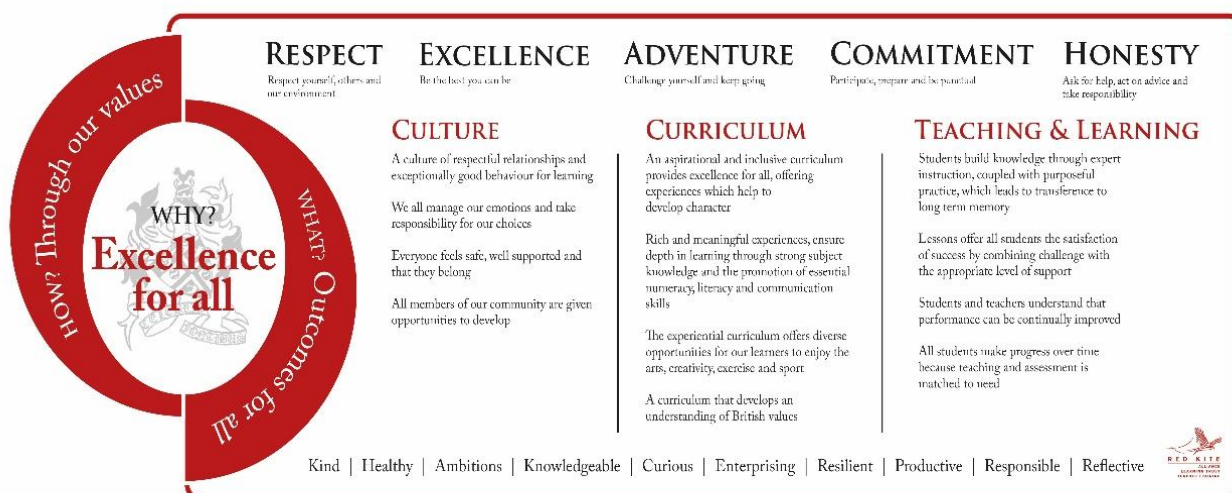 HOW? Through our values
WHY?
Excellence
for all
WHAT? Outcomes for all
RESPECT
Respect yourself, others and
our environment
EXCELLENCE
Be the best you can be
ADVENTURE
Challenge yourself and keep going
COMMITMENT
Participate, prepare and be punctual
HONESTY
Ask for help, act on advice and
take responsibility
CULTURE
A culture of respectful relationships and
exceptionally good behaviour for learning
We all manage our emotions and take
responsibility for our choices
Everyone feels safe, well supported and
that they belong
All members of our community are given
opportunities to develop
CURRICULUM
An aspirational and inclusive curriculum
provides excellence for all, offering
experiences which help to
develop character
Rich and meaningful experiences, ensure
depth in learning through strong subject
knowledge and the promotion of essential
numeracy, literacy and communication
skills
The experiential curriculum offers diverse
opportunities for our learners to enjoy the
arts, creativity, exercise and sport
A curriculum that develops an
understanding of British values
TEACHING & LEARNING
Students build knowledge through expert
instruction, coupled with purposeful
practice, which leads to transference to
long term memory
Lessons offer all students the satisfaction
of success by combining challenge with
the appropriate level of support
Students and teachers understand that
performance can be continually improved
All students make progress over time
because teaching and assessment is
matched to need
Kind | Healthy | Ambitions | Knowledgeable | Curious | Enterprising | Resilient | Productive | Responsible | Reflective
RED KITE